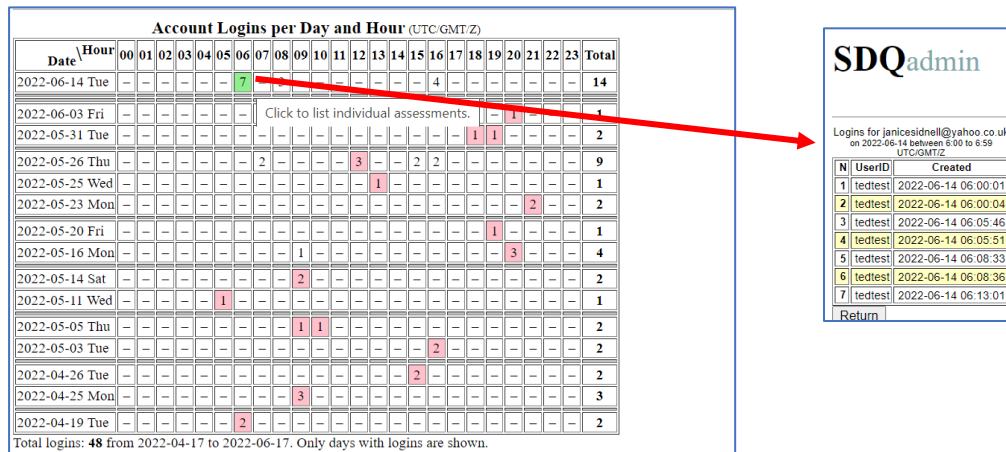 Account Logins per Day and Hour (UTC/GMT/Z)
Date\Hour 00 01 02 03 04 05 06 07 08 09 10 11 12 13 14 15 16 17 18 19 20 21 22 23 Total
2022-06-14 Tue – – – – – – 7 – 3 – – – – – – – 4 – – – – – – – 14
2022-06-03 Fri – – – – – – – – – 1 – – – 1
Click to list individual assessments.
2022-05-31 Tue – – – – – – – – – – – – – – – – – – 1 1 – – – – 2
2022-05-26 Thu – – – – – – – 2 – – – – 3 – – 2 2 – – – – – – – 9
2022-05-25 Wed – – – – – – – – – – – – – 1 – – – – – – – – – – 1
2022-05-23 Mon – – – – – – – – – – – – – – – – – – – – – 2 – – 2
2022-05-20 Fri – – – – – – – – – – – – – – – – – – – 1 – – – – 1
2022-05-16 Mon – – – – – – – – – 1 – – – – – – – – – – 3 – – – 4
2022-05-14 Sat – – – – – – – – – 2 – – – – – – – – – – – – – – 2
2022-05-11 Wed – – – – – 1 – – – – – – – – – – – – – – – – – – 1
2022-05-05 Thu – – – – – – – – – 1 1 – – – – – – – – – – – – – 2
2022-05-03 Tue – – – – – – – – – – – – – – – – 2 – – – – – – – 2
2022-04-26 Tue – – – – – – – – – – – – – – – 2 – – – – – – – – 2
2022-04-25 Mon – – – – – – – – – 3 – – – – – – – – – – – – – – 3
2022-04-19 Tue – – – – – – 2 – – – – – – – – – – – – – – – – – 2
Total logins: 48 from 2022-04-17 to 2022-06-17. Only days with logins are shown.
SDQadmin
Logins for janicesidnell@yahoo.co.uk
on 2022-06-14 between 6:00 to 6:59
UTC/GMT/Z
N UserID Created
1 tedtest 2022-06-14 06:00:01
2 tedtest 2022-06-14 06:00:04
3 tedtest 2022-06-14 06:05:46
4 tedtest 2022-06-14 06:05:51
5 tedtest 2022-06-14 06:08:33
6 tedtest 2022-06-14 06:08:36
7 tedtest 2022-06-14 06:13:01
Return